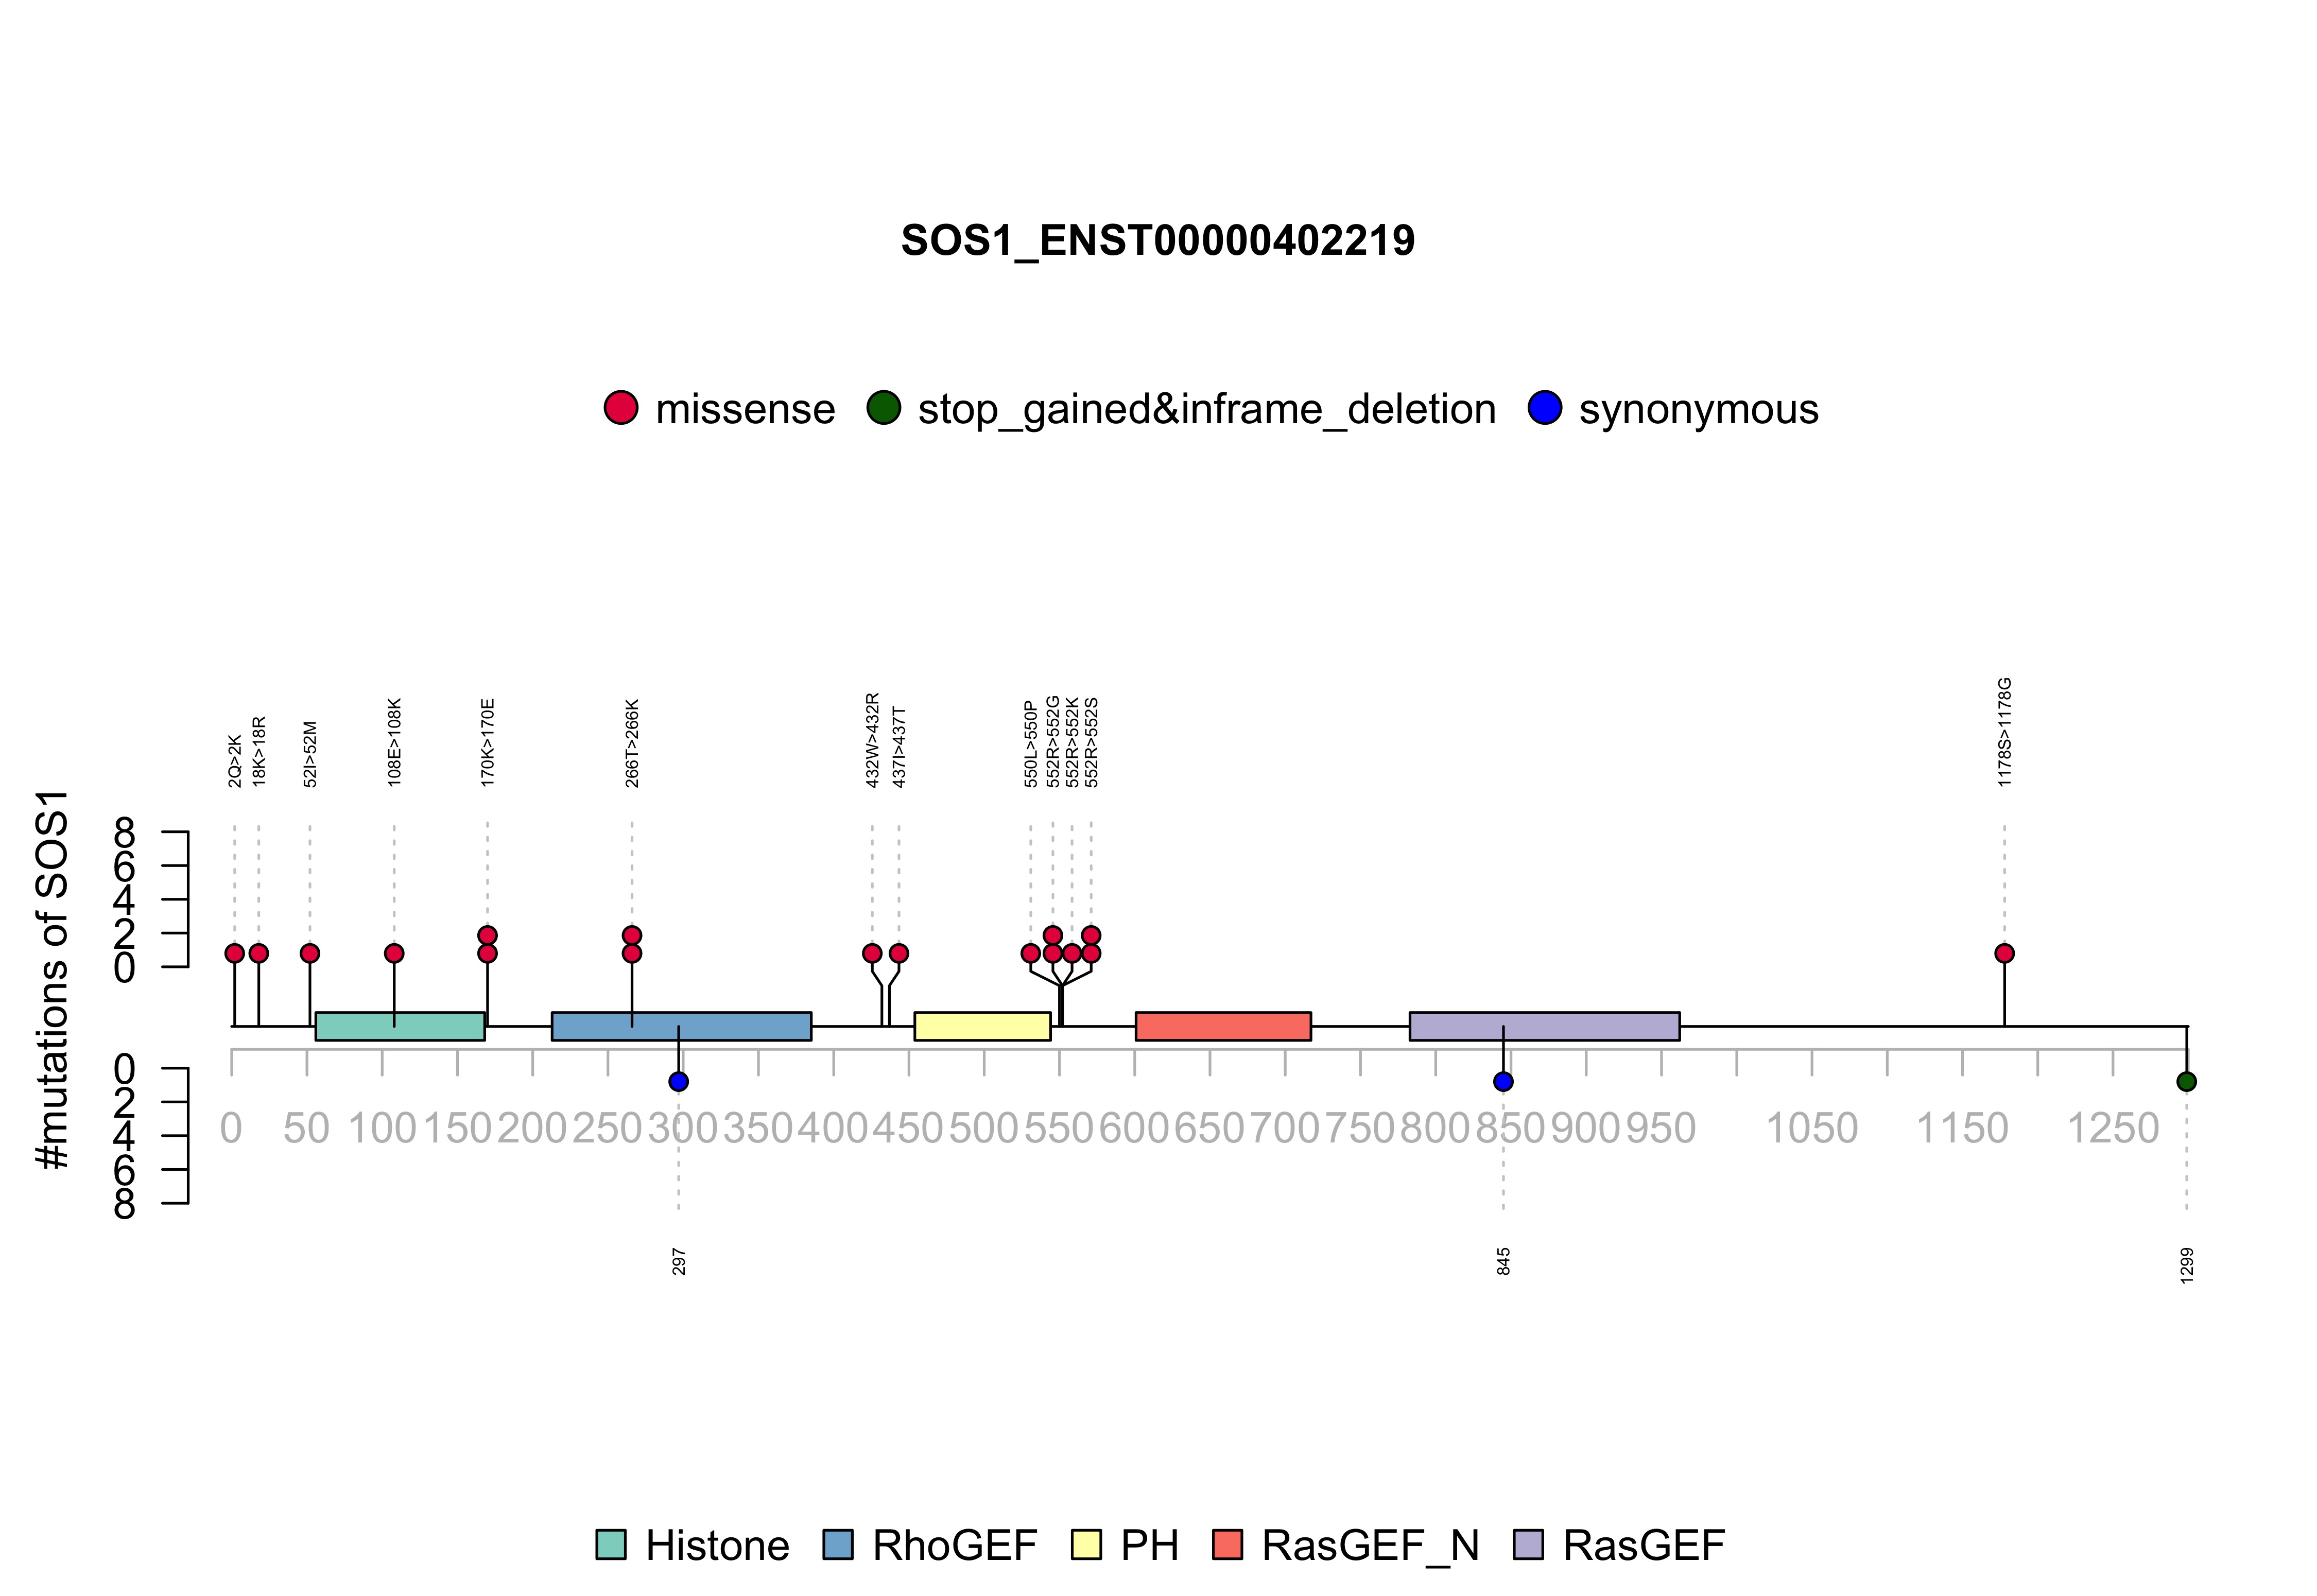 SOS1_ENST00000402219
missense stop_gained&inframe_deletion synonymous
2Q>2K
18K>18R
52I>52M
108E>108K
170K>170E
266T>266K
432W>432R
437I>437T
550L>550P
552R>552G
552R>552K
552R>552S
1178S>1178G
#mutations of SOS1
8
6
4
2
0
0
2
4
6
8
0 50 100 150 200 250 300 350 400 450 500 550 600 650 700 750 800 850 900 950 1050 1150 1250
297
845
1299
Histone RhoGEF PH RasGEF_N RasGEF